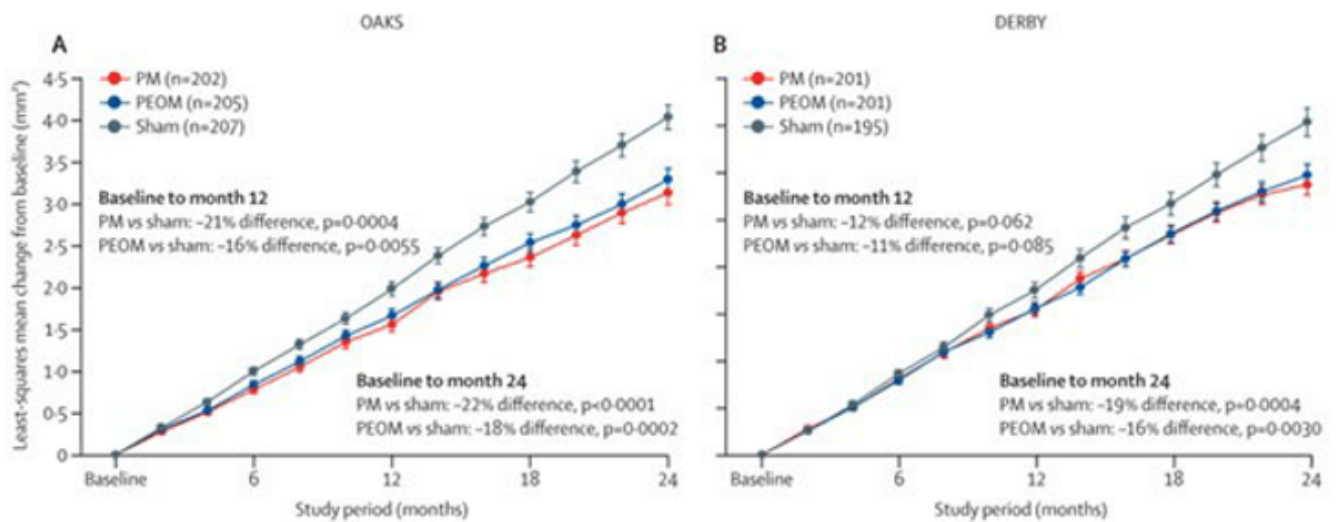 OAKS
DERBY
A
B
PM (n=202)
PEOM (n=205)
Sham (n=207)
PM (n=201)
PEOM (n=201)
Sham (n=195)
Least-squares mean change from baseline (mm²)
4·5
4·0
3·5
3·0
2·5
2·0
1·5
1·0
0·5
0
Baseline to month 12
PM vs sham: –21% difference, p=0·0004
PEOM vs sham: –16% difference, p=0·0055
Baseline to month 24
PM vs sham: –22% difference, p<0·0001
PEOM vs sham: –18% difference, p=0·0002
Baseline to month 12
PM vs sham: –12% difference, p=0·062
PEOM vs sham: –11% difference, p=0·085
Baseline to month 24
PM vs sham: –19% difference, p=0·0004
PEOM vs sham: –16% difference, p=0·0030
Baseline 6 12 18 24
Study period (months)
Baseline 6 12 18 24
Study period (months)